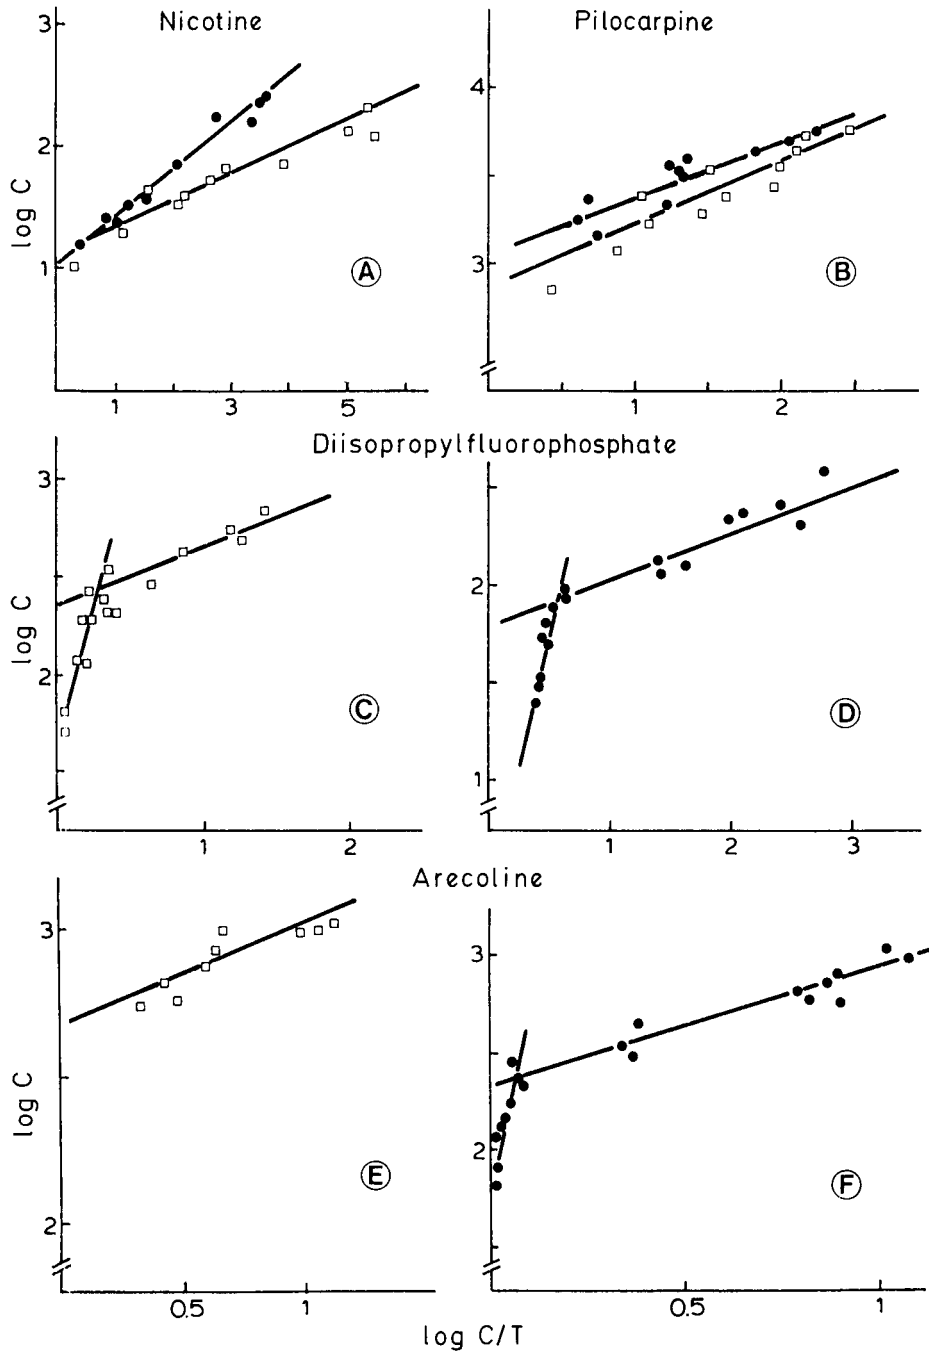 Nicotine
Pilocarpine
3
2
1
log C
A
1 3 5
4
3
B
1 2
Diisopropylfluorophosphate
3
2
log C
C
1 2
2
1
D
1 2 3
Arecoline
3
2
log C
E
0.5 1
3
2
F
0.5 1
log C/T